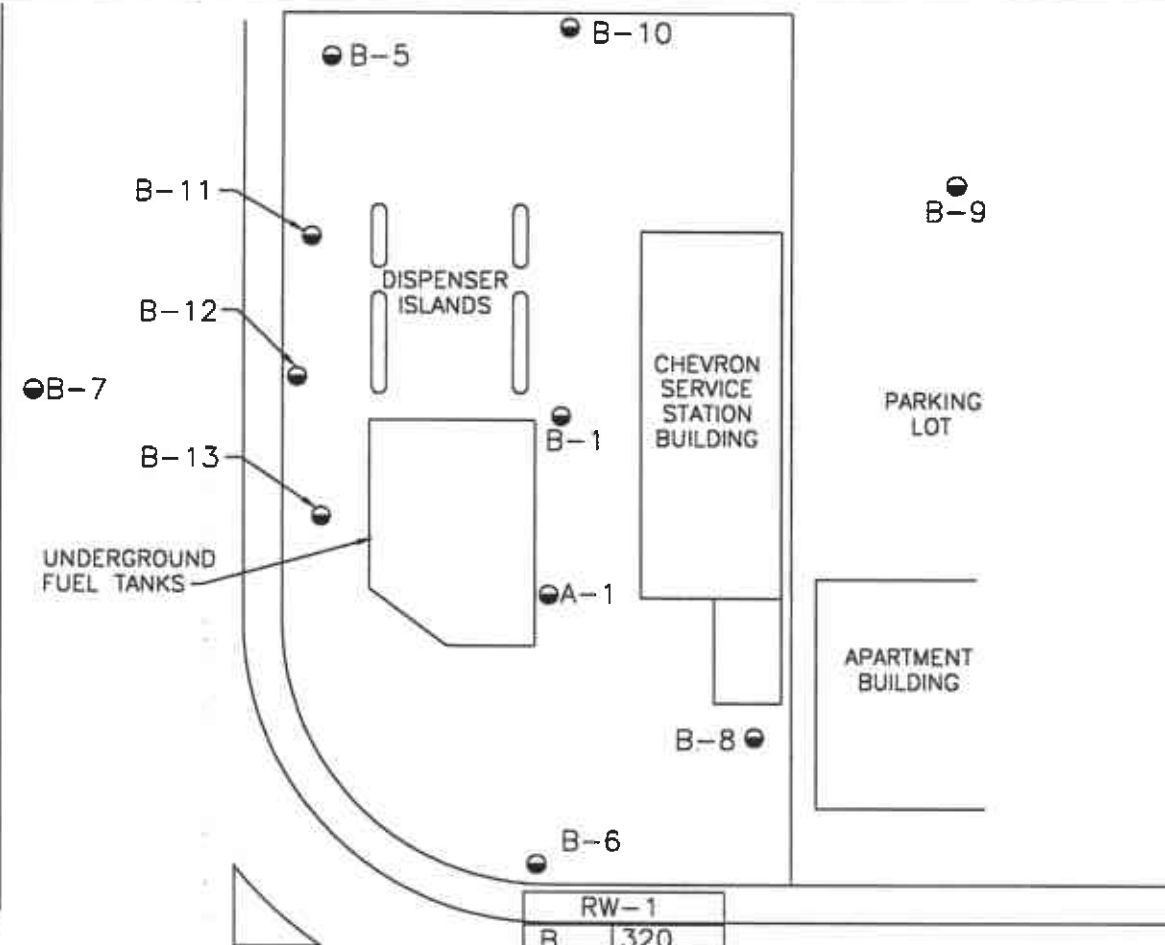 B-10
B-5
B-11
B-9
DISPENSER
ISLANDS
B-12
CHEVRON
SERVICE
STATION
BUILDING
B-7
PARKING
LOT
B-1
B-13
UNDERGROUND
FUEL TANKS
A-1
APARTMENT
BUILDING
B-8
B-6
RW-1
B 320